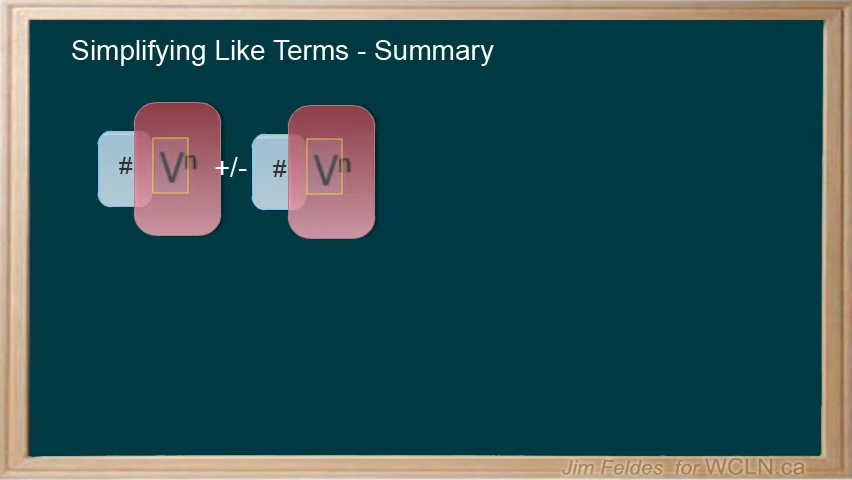 Simplifying Like Terms - Summary
# Vⁿ +/- # Vⁿ
Jim Feldes for WCLN.ca